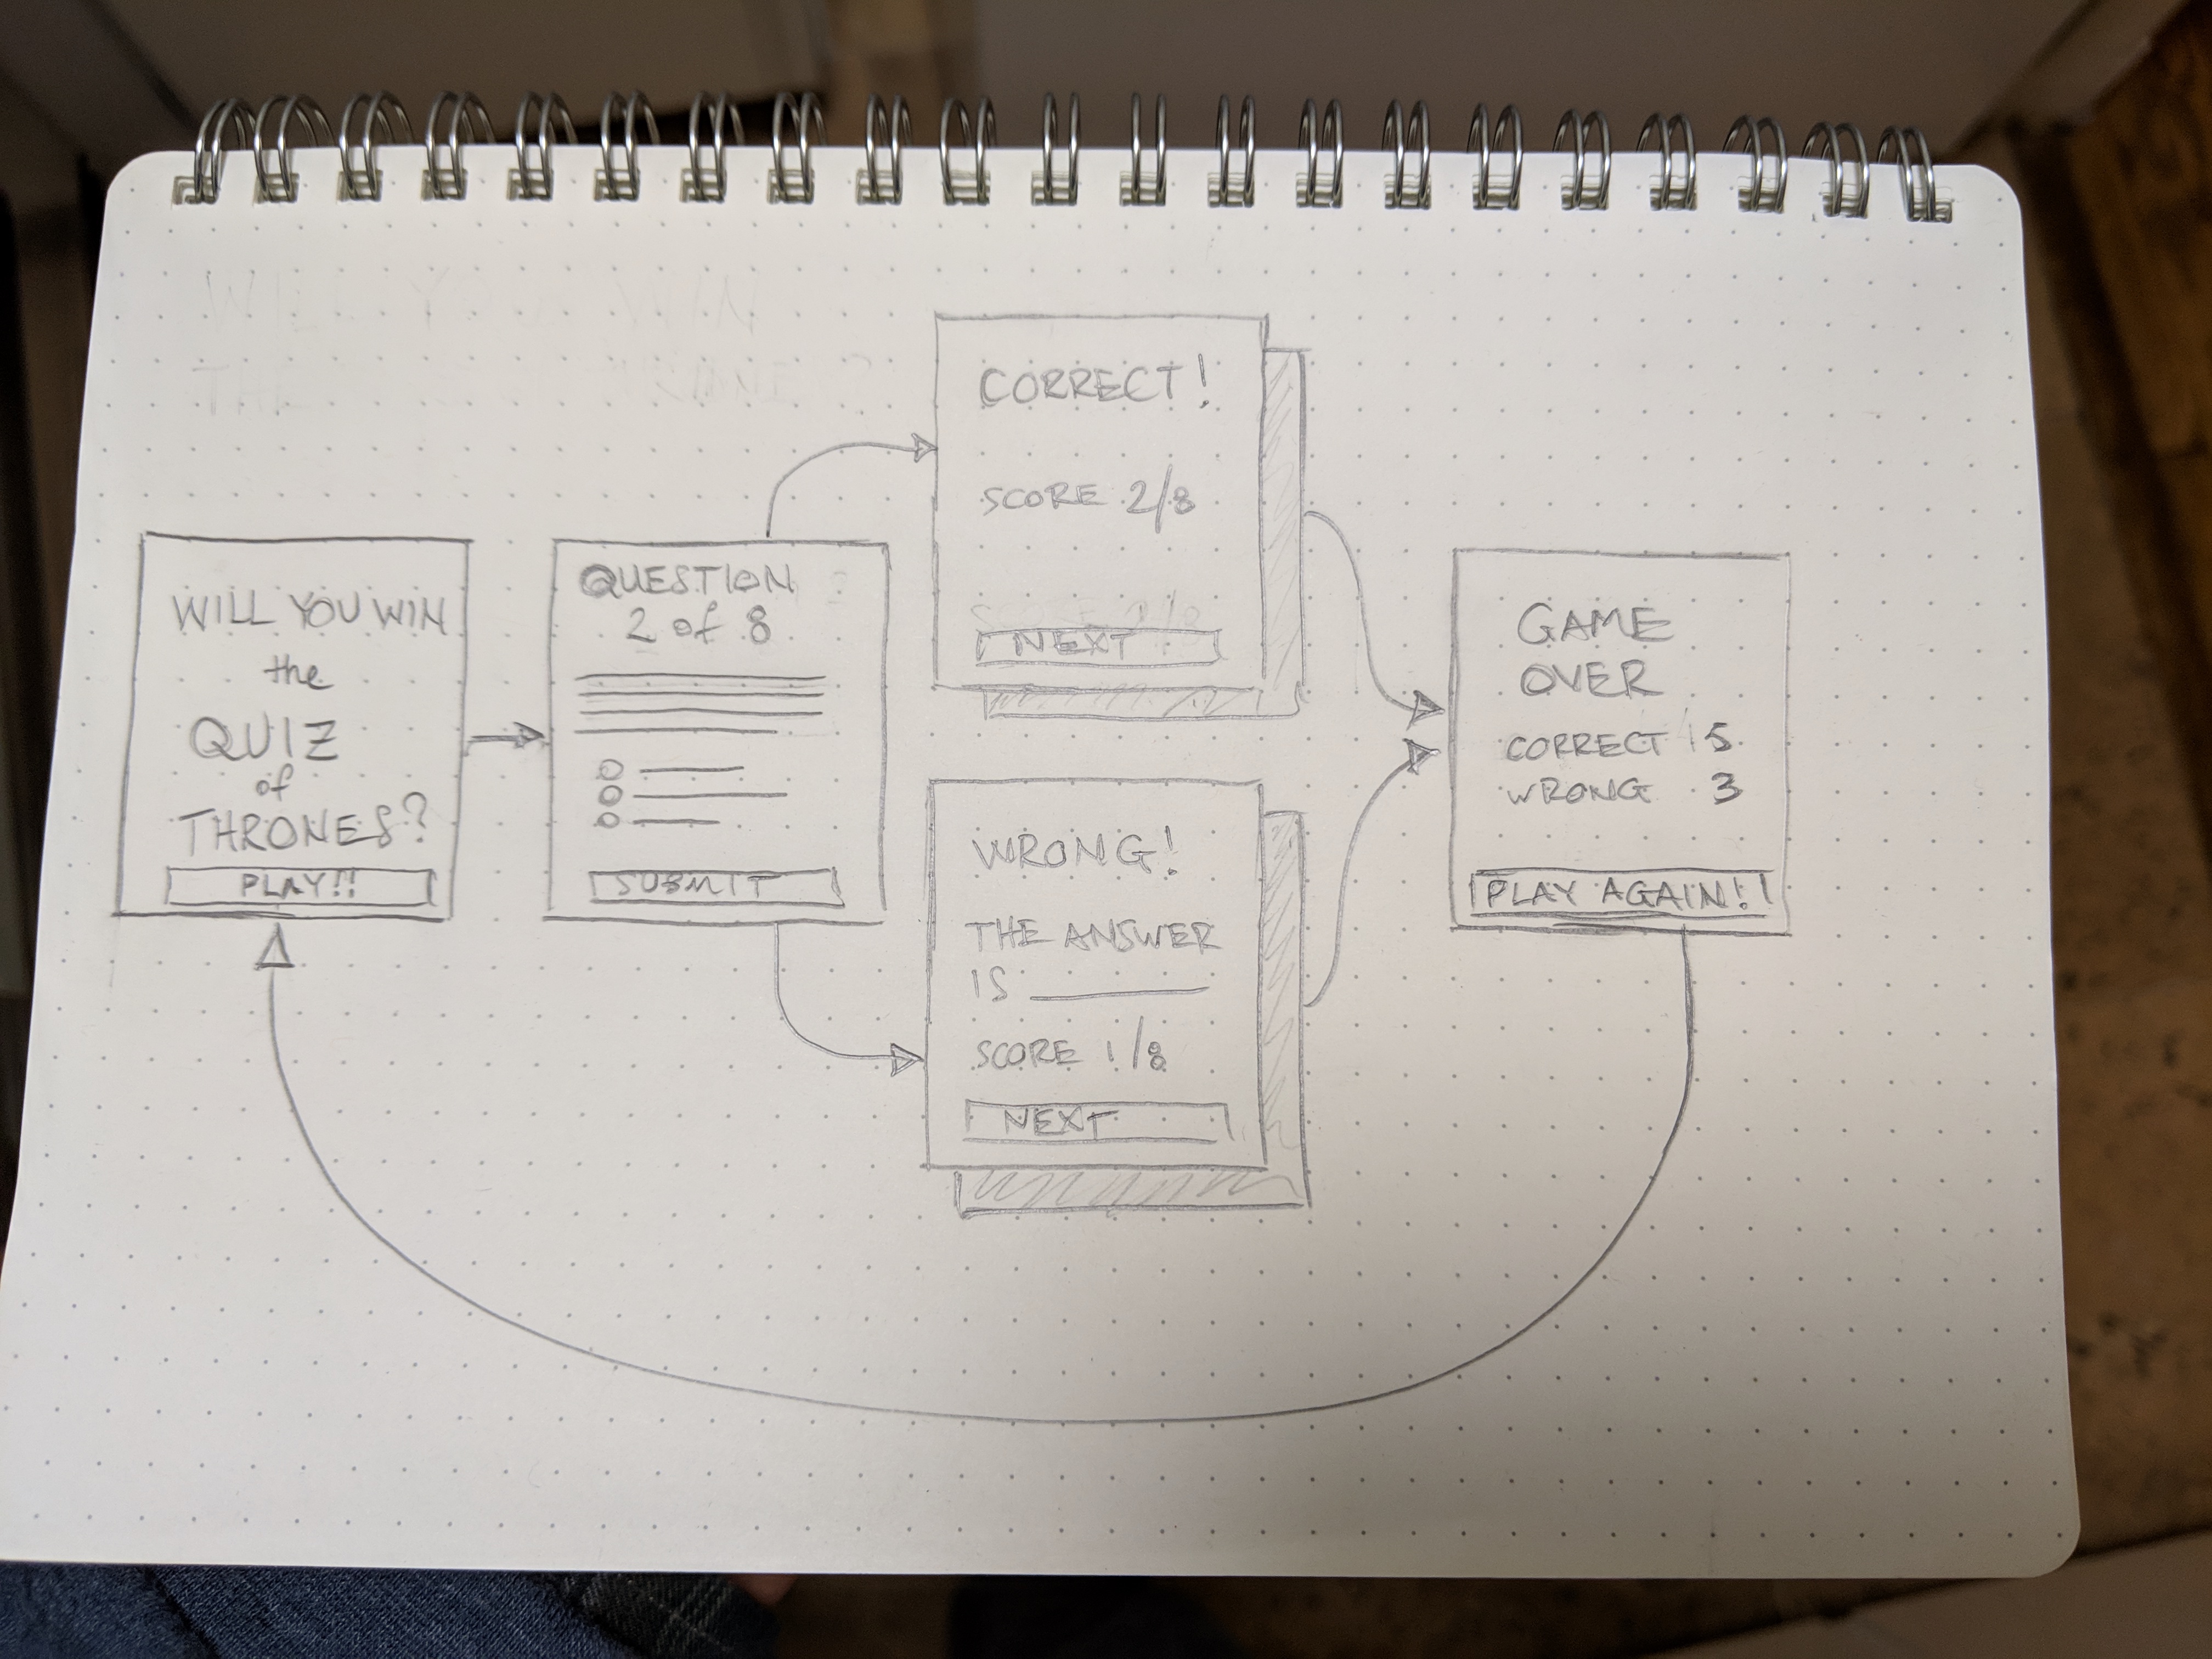 WILL YOU WIN
the
QUIZ
of
THRONES?
PLAY!!
QUESTION
2 of 8
SUBMIT
CORRECT!
SCORE 2/8
NEXT
WRONG!
THE ANSWER
IS
SCORE 1/8
NEXT
GAME
OVER
CORRECT 5
WRONG 3
PLAY AGAIN!!